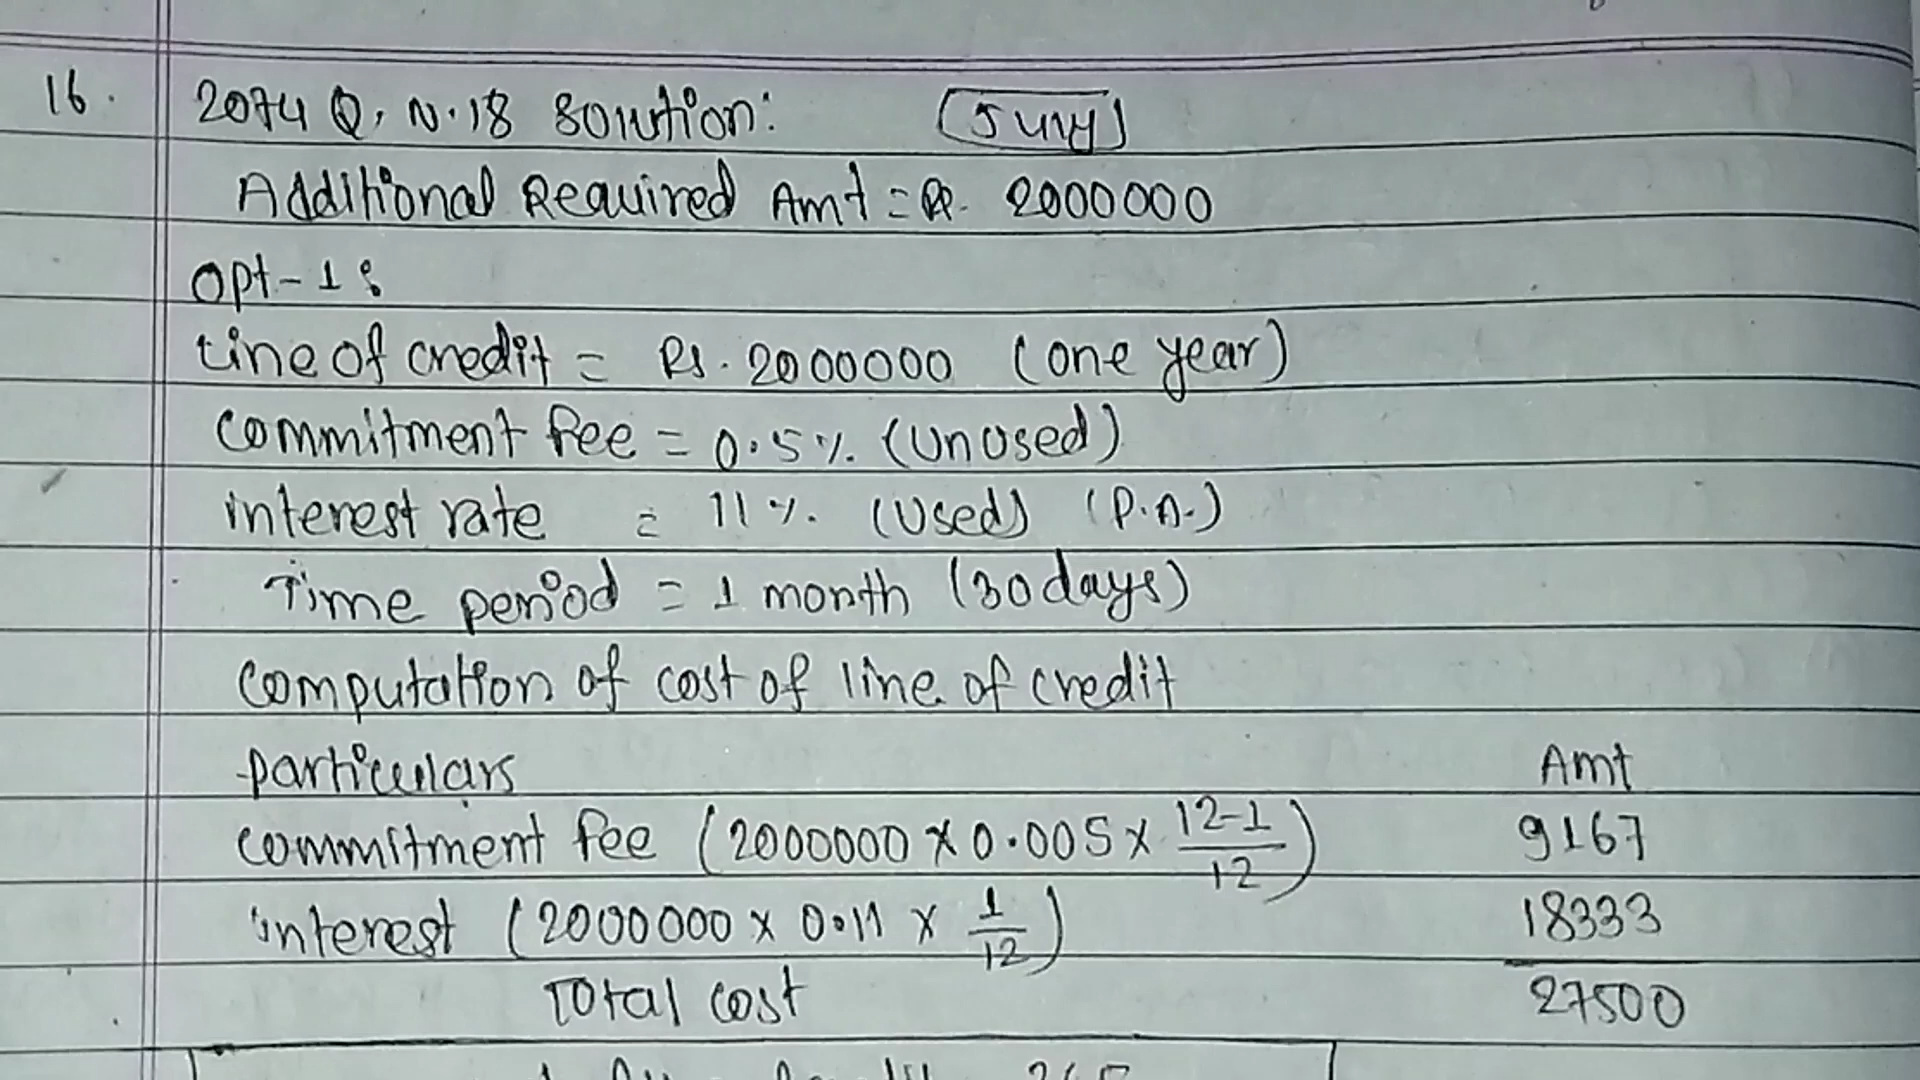 16. 2074 Q. N. 18 Solution: (July)
Additional Required Amt = Rs. 2000000
Opt-1:
Line of credit = Rs. 2000000 (one year)
Commitment fee = 0.5% (Unused)
interest rate = 11% (Used) (P.A.)
Time period = 1 month (30 days)
Computation of cost of line of credit
particulars Amt
commitment fee (2000000 x 0.005 x 12-1/12) 9167
interest (2000000 x 0.11 x 1/12) 18333
Total cost 27500